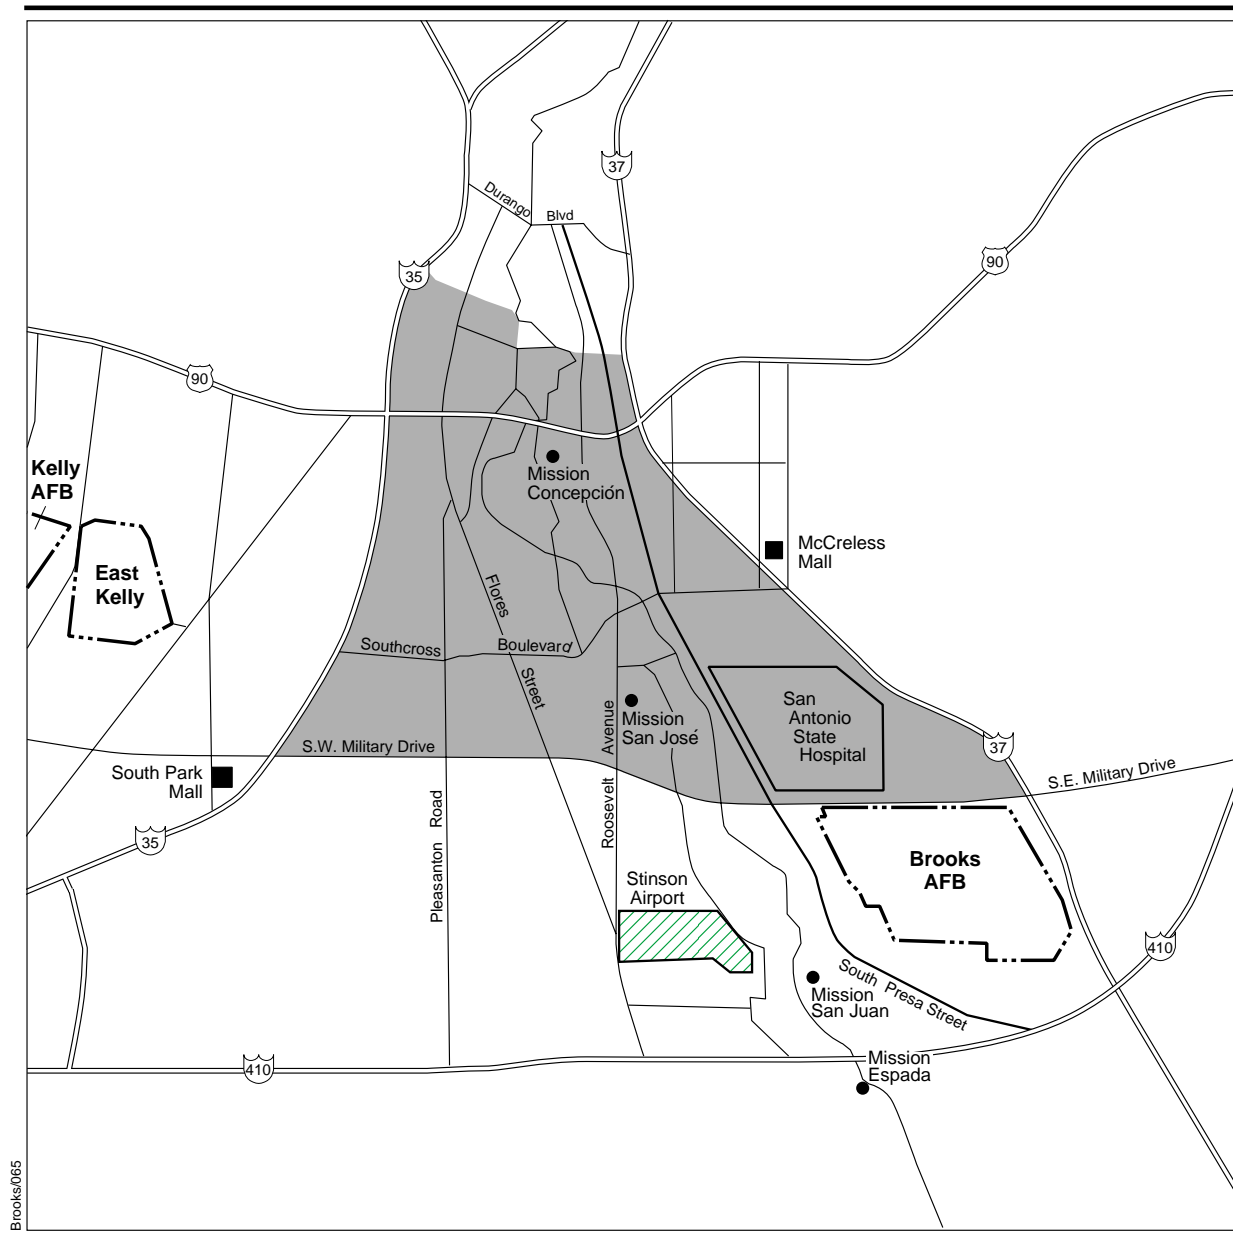 37
Durango
Blvd
90
35
90
Kelly
AFB
Mission
Concepción
McCreless
Mall
East
Kelly
Flores
Street
Southcross
Boulevard
San
Antonio
State
Hospital
Mission
San José
Roosevelt Avenue
37
S.W. Military Drive
S.E. Military Drive
South Park
Mall
35
Pleasanton Road
Brooks
AFB
Stinson
Airport
410
South Presa Street
Mission
San Juan
Mission
Espada
410
Brooks/065